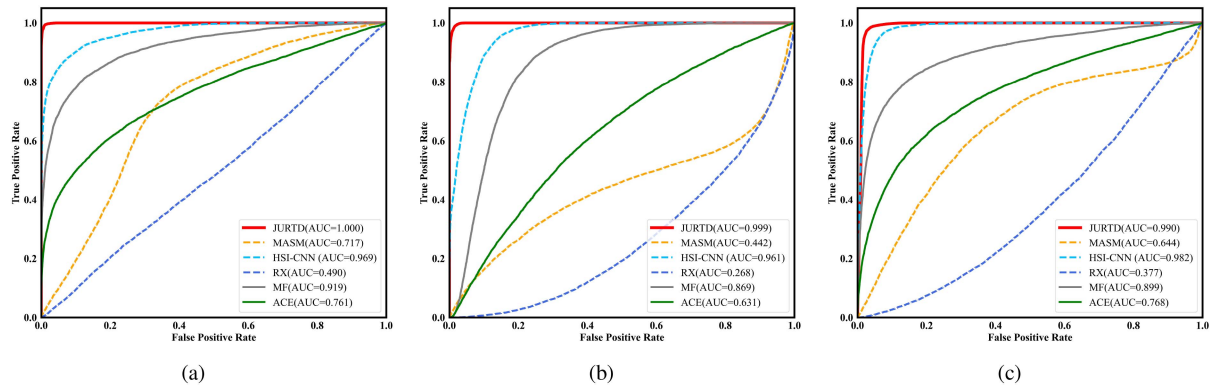 True Positive Rate
1.0
0.8
0.6
0.4
0.2
0.0
JURTD(AUC=1.000)
MASM(AUC=0.717)
HSI-CNN (AUC=0.969)
RX(AUC=0.490)
MF(AUC=0.919)
ACE(AUC=0.761)
0.0 0.2 0.4 0.6 0.8 1.0
False Positive Rate
(a)
True Positive Rate
1.0
0.8
0.6
0.4
0.2
0.0
JURTD(AUC=0.999)
MASM(AUC=0.442)
HSI-CNN (AUC=0.961)
RX(AUC=0.268)
MF(AUC=0.869)
ACE(AUC=0.631)
0.0 0.2 0.4 0.6 0.8 1.0
False Positive Rate
(b)
True Positive Rate
1.0
0.8
0.6
0.4
0.2
0.0
JURTD(AUC=0.990)
MASM(AUC=0.644)
HSI-CNN (AUC=0.982)
RX(AUC=0.377)
MF(AUC=0.899)
ACE(AUC=0.768)
0.0 0.2 0.4 0.6 0.8 1.0
False Positive Rate
(c)